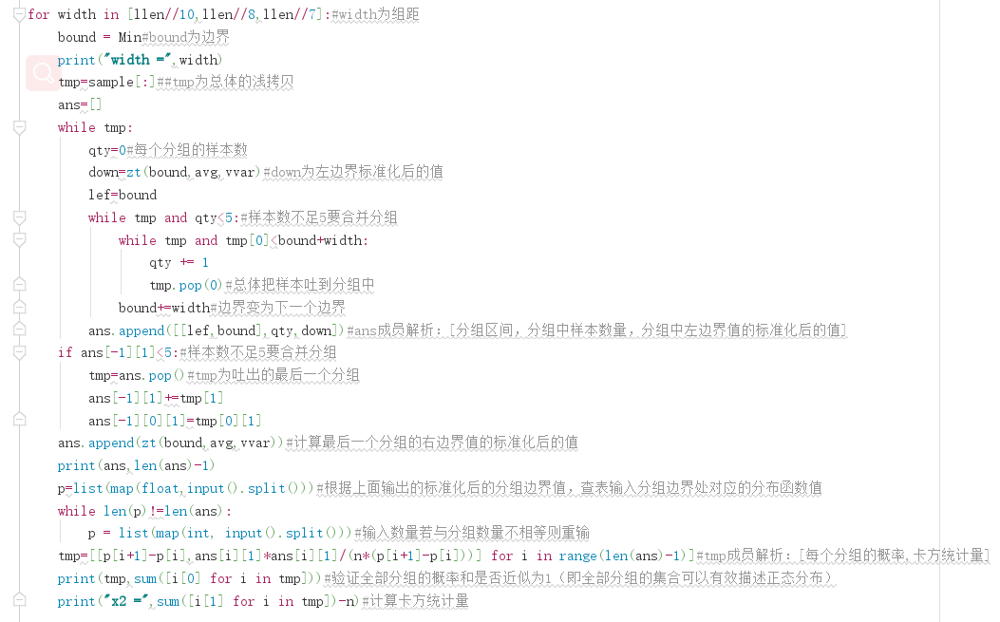 for width in [llen//10,llen//8,llen//7]:#width为组距
    bound = Min#bound为边界
    print("width =",width)
    tmp=sample[:]##tmp为总体的浅拷贝
    ans=[]
    while tmp:
        qty=0#每个分组的样本数
        down=zt(bound,avg,vvar)#down为左边界标准化后的值
        lef=bound
        while tmp and qty<5:#样本数不足5要合并分组
            while tmp and tmp[0]<bound+width:
                qty += 1
                tmp.pop(0)#总体把样本吐到分组中
            bound+=width#边界变为下一个边界
        ans.append([[lef,bound],qty,down])#ans成员解析：[分组区间，分组中样本数量，分组中左边界值的标准化后的值]
    if ans[-1][1]<5:#样本数不足5要合并分组
        tmp=ans.pop()#tmp为吐出的最后一个分组
        ans[-1][1]+=tmp[1]
        ans[-1][0][1]=tmp[0][1]
    ans.append(zt(bound,avg,vvar))#计算最后一个分组的右边界值的标准化后的值
    print(ans,len(ans)-1)
    p=list(map(float,input().split()))#根据上面输出的标准化后的分组边界值，查表输入分组边界处对应的分布函数值
    while len(p)!=len(ans):
        p = list(map(int, input().split()))#输入数量若与分组数量不相等则重输
    tmp=[[p[i+1]-p[i],ans[i][1]*ans[i][1]/(n*(p[i+1]-p[i]))] for i in range(len(ans)-1)]#tmp成员解析：[每个分组的概率,卡方统计量]
    print(tmp,sum([i[0] for i in tmp]))#验证全部分组的概率和是否近似为1（即全部分组的集合可以有效描述正态分布）
    print("x2 =",sum([i[1] for i in tmp])-n)#计算卡方统计量